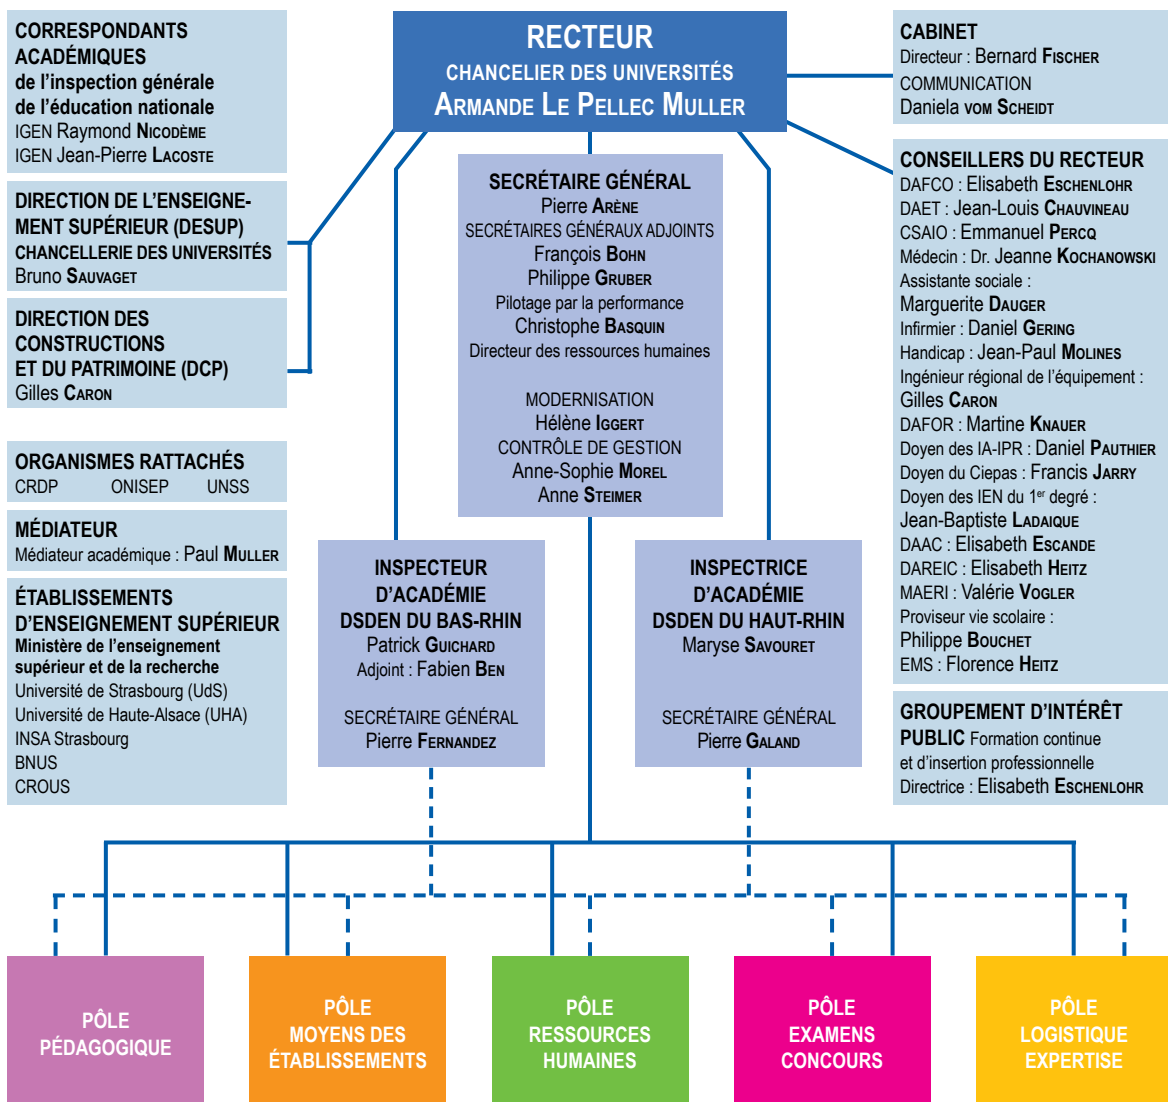 CORRESPONDANTS
ACADÉMIQUES
de l'inspection générale
de l'éducation nationale
IGEN Raymond NICODÈME
IGEN Jean-Pierre LACOSTE
DIRECTION DE L'ENSEIGNE-
MENT SUPÉRIEUR (DESUP)
CHANCELLERIE DES UNIVERSITÉS
Bruno SAUVAGET
DIRECTION DES
CONSTRUCTIONS
ET DU PATRIMOINE (DCP)
Gilles CARON
ORGANISMES RATTACHÉS
CRDP ONISEP UNSS
MÉDIATEUR
Médiateur académique : Paul MULLER
ÉTABLISSEMENTS
D'ENSEIGNEMENT SUPÉRIEUR
Ministère de l'enseignement
supérieur et de la recherche
Université de Strasbourg (UdS)
Université de Haute-Alsace (UHA)
INSA Strasbourg
BNUS
CROUS
RECTEUR
CHANCELIER DES UNIVERSITÉS
ARMANDE LE PELLEC MULLER
SECRÉTAIRE GÉNÉRAL
Pierre ARÈNE
SECRÉTAIRES GÉNÉRAUX ADJOINTS
François BOHN
Philippe GRUBER
Pilotage par la performance
Christophe BASQUIN
Directeur des ressources humaines
MODERNISATION
Hélène IGGERT
CONTRÔLE DE GESTION
Anne-Sophie MOREL
Anne STEIMER
INSPECTEUR
D'ACADÉMIE
DSDEN DU BAS-RHIN
Patrick GUICHARD
Adjoint : Fabien BEN
SECRÉTAIRE GÉNÉRAL
Pierre FERNANDEZ
INSPECTRICE
D'ACADÉMIE
DSDEN DU HAUT-RHIN
Maryse SAVOURET
SECRÉTAIRE GÉNÉRAL
Pierre GALAND
CABINET
Directeur : Bernard FISCHER
COMMUNICATION
Daniela VOM SCHEIDT
CONSEILLERS DU RECTEUR
DAFCO : Elisabeth ESCHENLOHR
DAET : Jean-Louis CHAUVINEAU
CSAIO : Emmanuel PERCQ
Médecin : Dr. Jeanne KOCHANOWSKI
Assistante sociale :
Marguerite DAUGER
Infirmier : Daniel GERING
Handicap : Jean-Paul MOLINES
Ingénieur régional de l'équipement :
Gilles CARON
DAFOR : Martine KNAUER
Doyen des IA-IPR : Daniel PAUTHIER
Doyen du Ciepas : Francis JARRY
Doyen des IEN du 1er degré :
Jean-Baptiste LADAIQUE
DAAC : Elisabeth ESCANDE
DAREIC : Elisabeth HEITZ
MAERI : Valérie VOGLER
Proviseur vie scolaire :
Philippe BOUCHET
EMS : Florence HEITZ
GROUPEMENT D'INTÉRÊT
PUBLIC Formation continue
et d'insertion professionnelle
Directrice : Elisabeth ESCHENLOHR
PÔLE
PÉDAGOGIQUE
PÔLE
MOYENS DES
ÉTABLISSEMENTS
PÔLE
RESSOURCES
HUMAINES
PÔLE
EXAMENS
CONCOURS
PÔLE
LOGISTIQUE
EXPERTISE